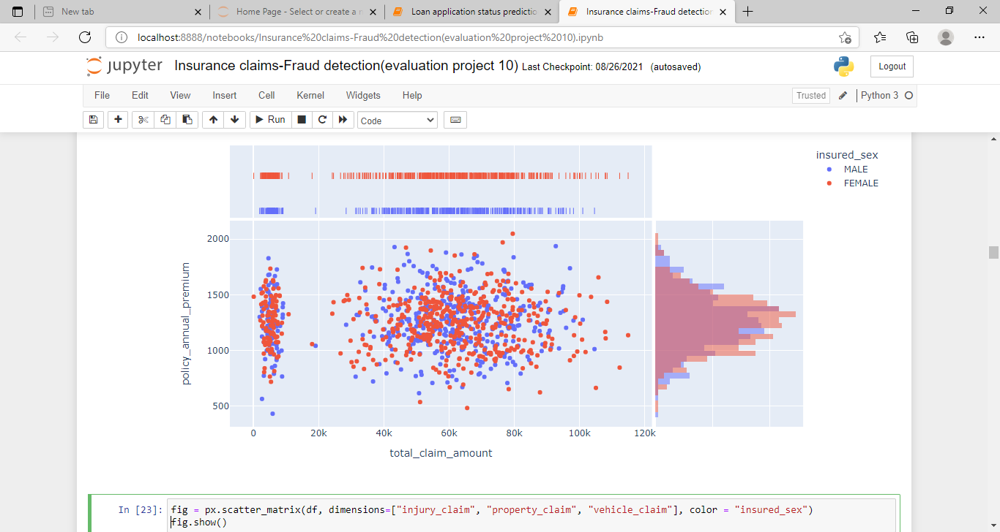 New tab
Home Page - Select or create a n
Loan application status predictio
Insurance claims-Fraud detection
localhost:8888/notebooks/Insurance%20claims-Fraud%20detection(evaluation%20project%2010).ipynb
jupyter Insurance claims-Fraud detection(evaluation project 10) Last Checkpoint: 08/26/2021 (autosaved)
Logout
File Edit View Insert Cell Kernel Widgets Help
Trusted
Python 3
Run
Code
insured_sex
MALE
FEMALE
policy_annual_premium
2000
1500
1000
500
0 20k 40k 60k 80k 100k 120k
total_claim_amount
In [23]: fig = px.scatter_matrix(df, dimensions=["injury_claim", "property_claim", "vehicle_claim"], color = "insured_sex")
fig.show()